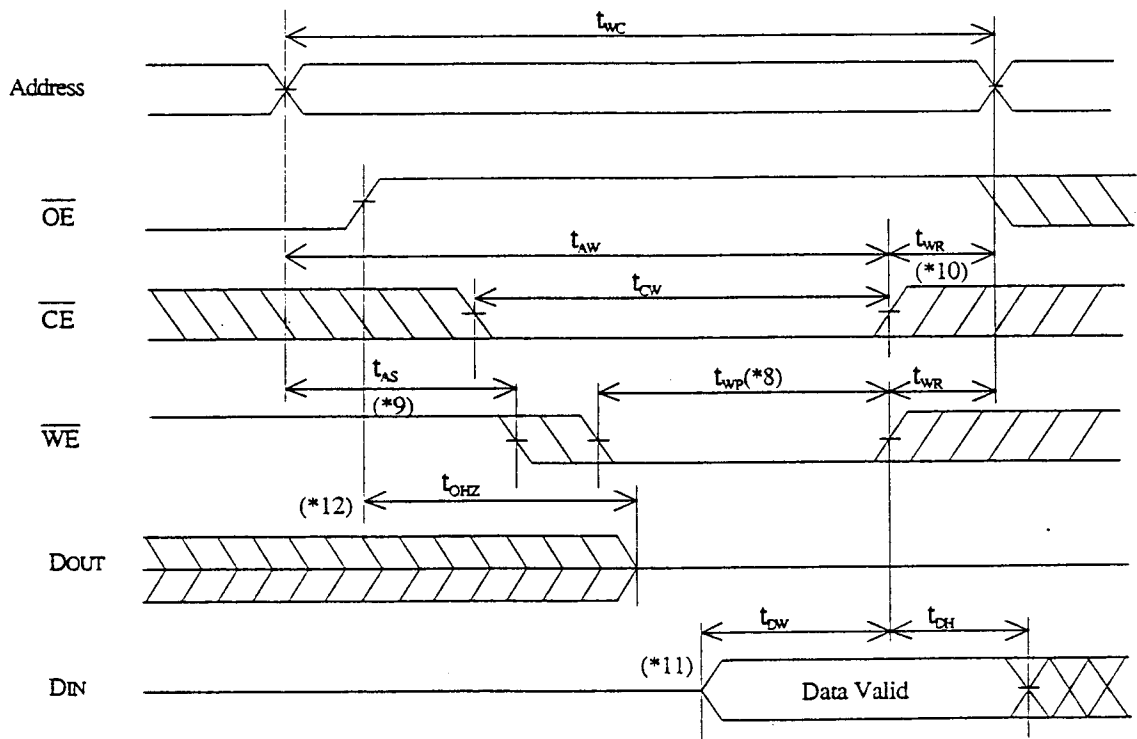 tWC
Address
OE
tAW
tWR
(*10)
tCW
CE
tAS
(*9)
tWP(*8)
tWR
WE
tOHZ
(*12)
DOUT
tDW
tDH
(*11)
DIN
Data Valid